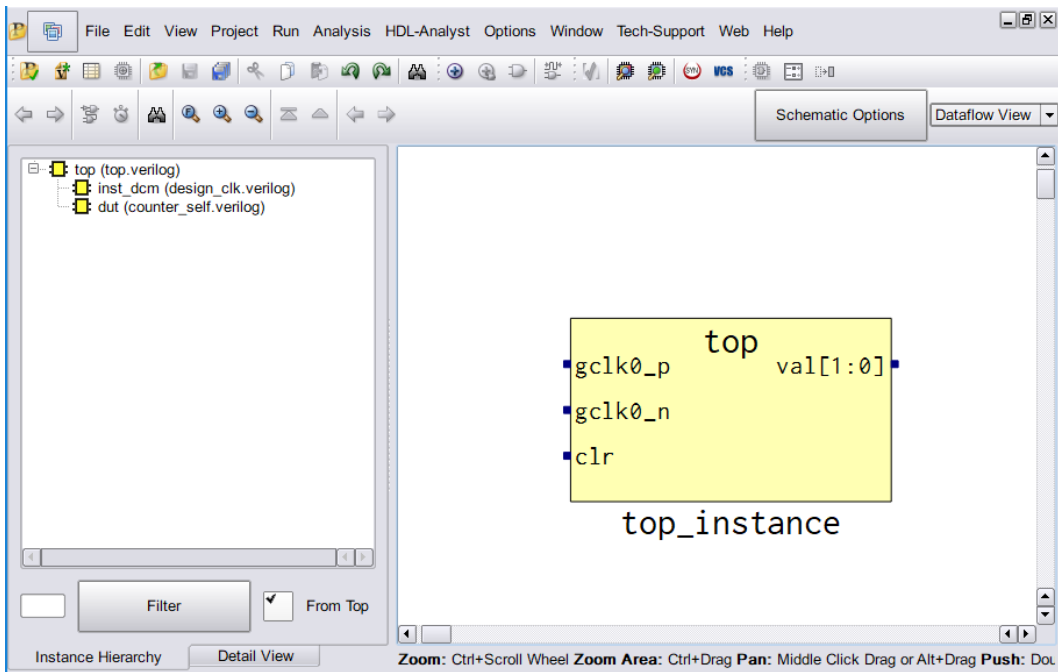 File Edit View Project Run Analysis HDL-Analyst Options Window Tech-Support Web Help
SYN VCS
Schematic Options Dataflow View
top (top.verilog)
inst_dcm (design_clk.verilog)
dut (counter_self.verilog)
top
gclk0_p val[1:0]
gclk0_n
clr
top_instance
Filter From Top
Instance Hierarchy Detail View
Zoom: Ctrl+Scroll Wheel Zoom Area: Ctrl+Drag Pan: Middle Click Drag or Alt+Drag Push: Dou